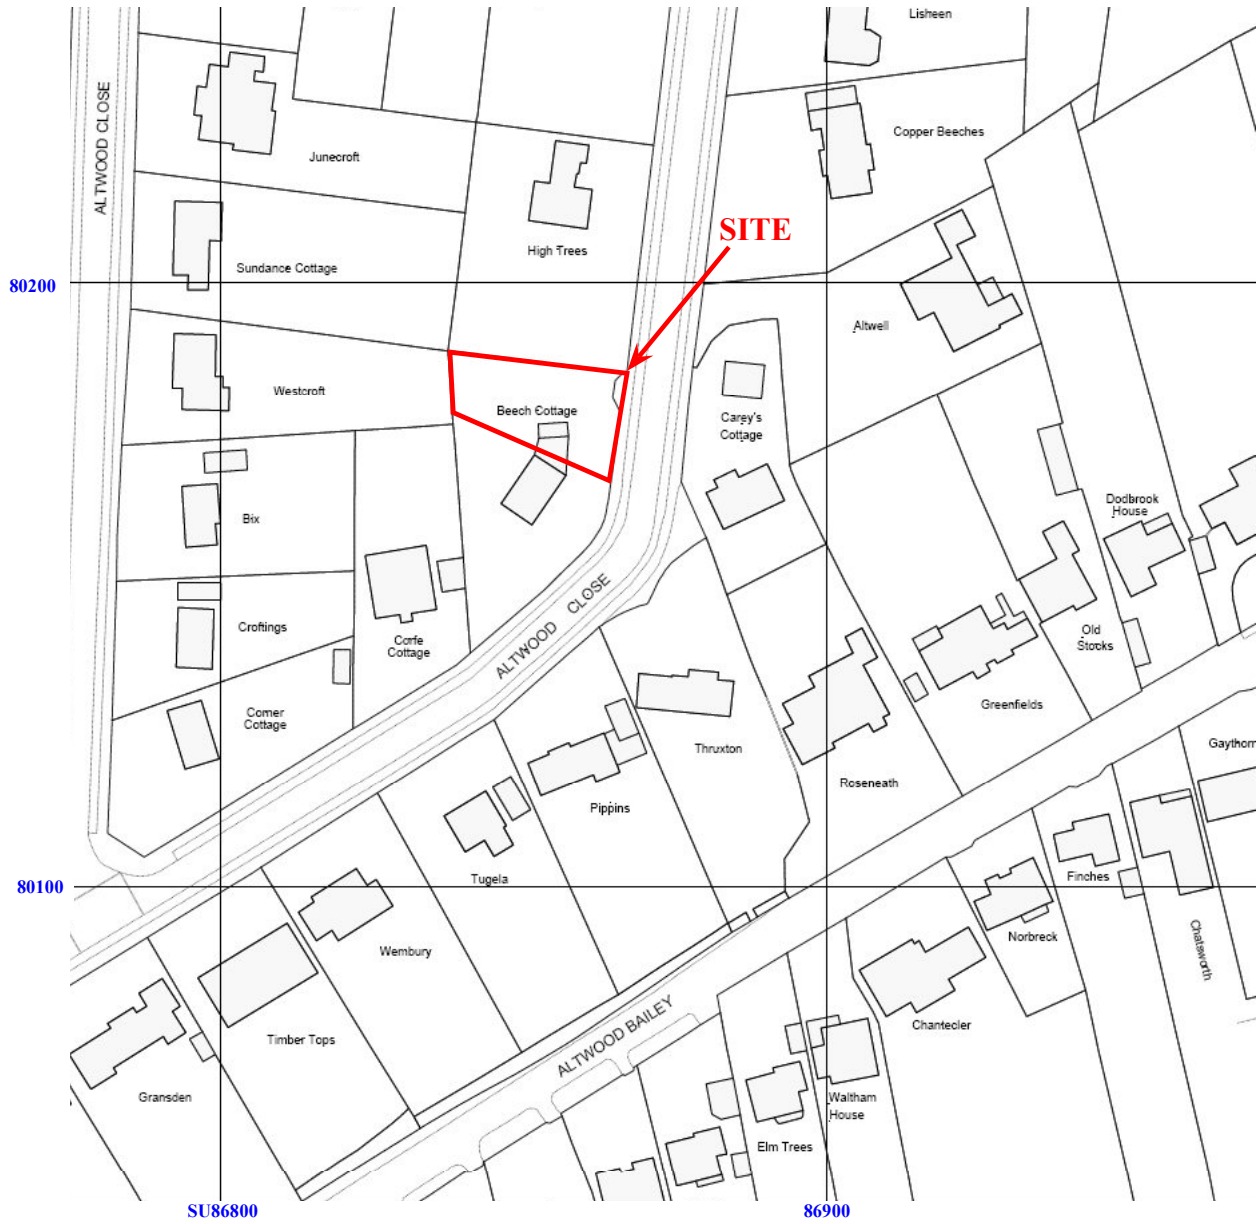 Lisheen
ALTWOOD CLOSE
Copper Beeches
Junecroft
SITE
High Trees
Sundance Cottage
80200
Altwell
Westcroft
Beech Cottage
Carey's
Cottage
Dodbrook
House
Bix
ALTWOOD CLOSE
Croftings
Corfe
Cottage
Old
Stocks
Corner
Cottage
Greenfields
Thruxton
Gaythorn
Roseneath
Pippins
Tugela
Finches
80100
Norbreck
Wembury
Chatsworth
Chantecler
Timber Tops
ALTWOOD BAILEY
Gransden
Waltham
House
Elm Trees
SU86800
86900